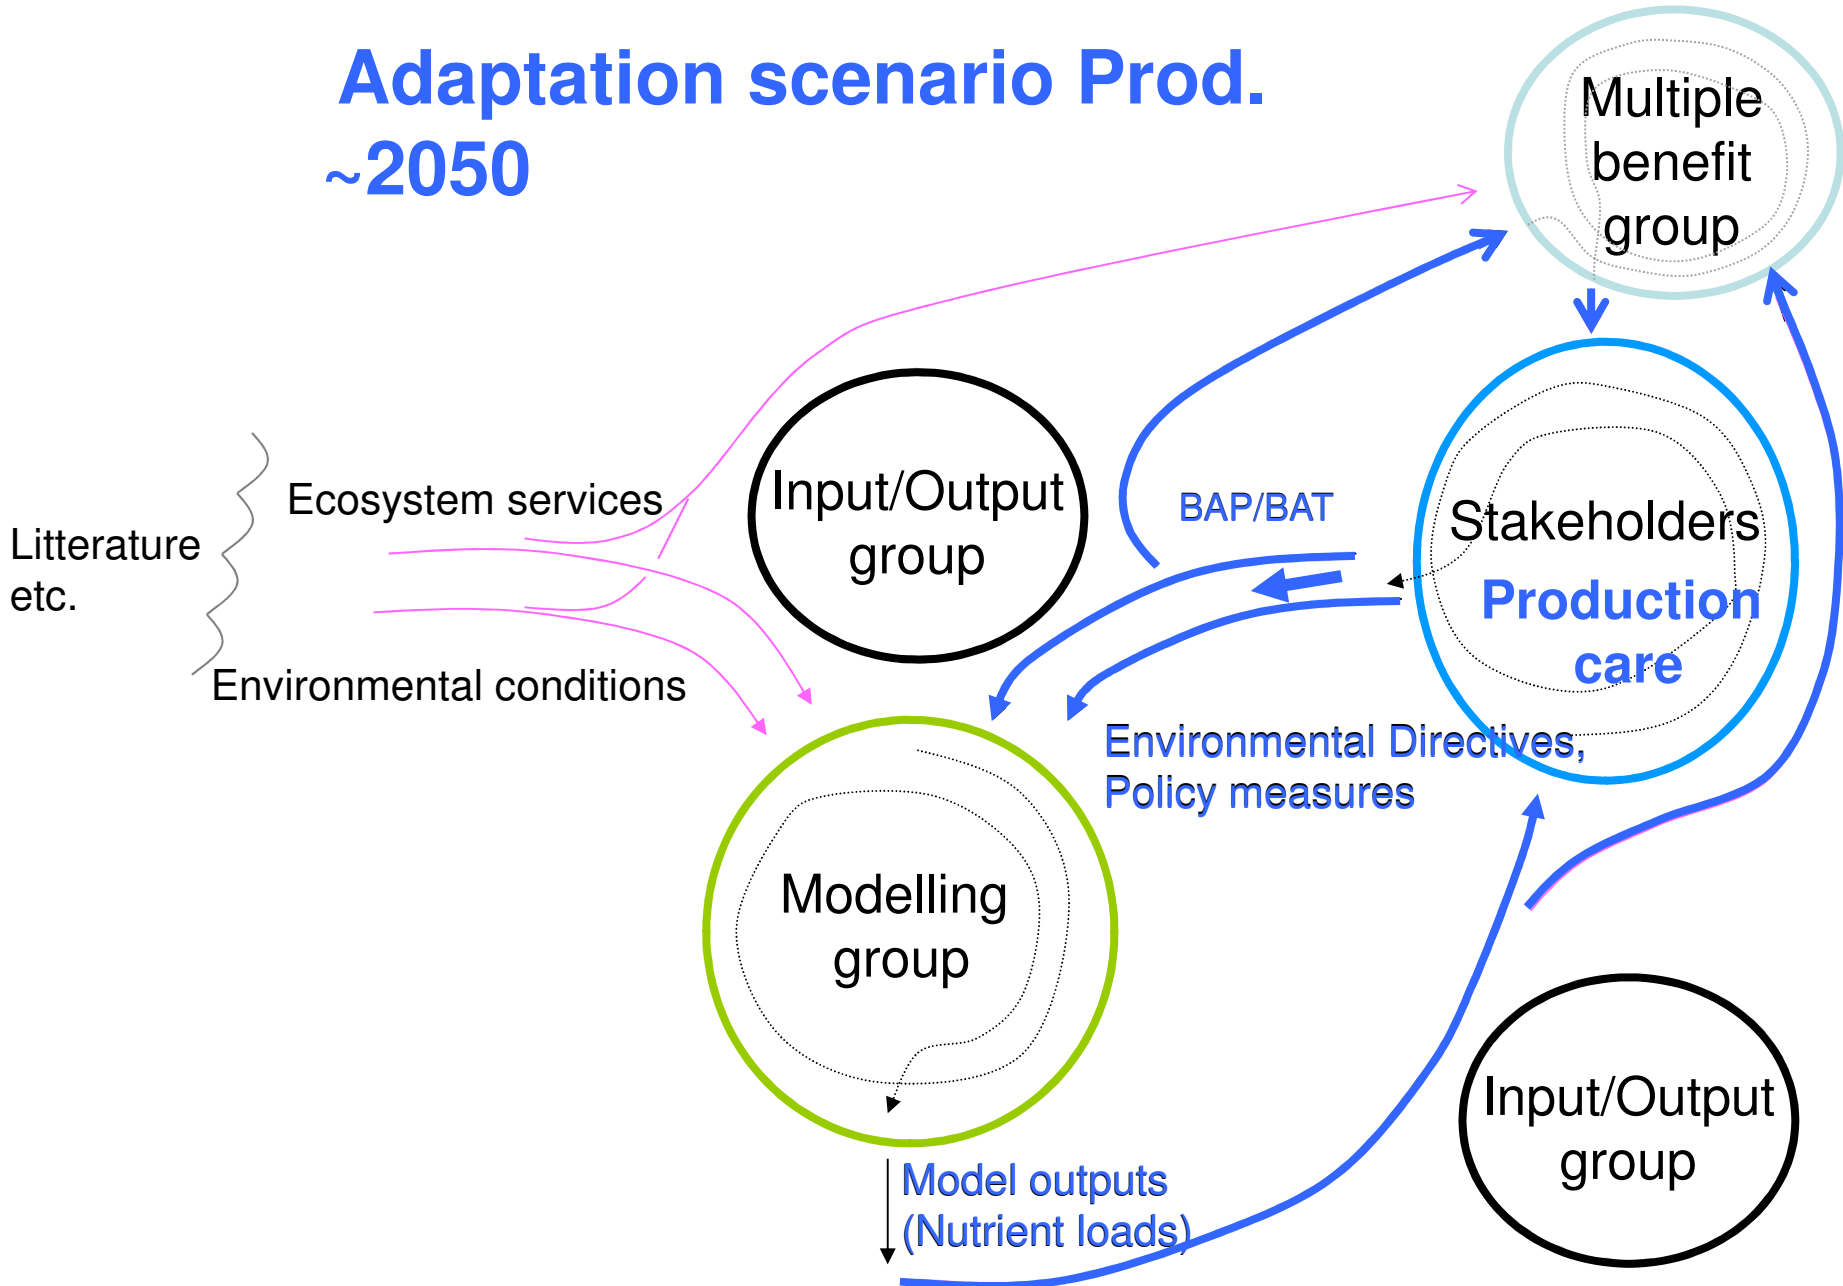 Adaptation scenario Prod.
~2050
Multiple
benefit
group
Input/Output
group
Ecosystem services
Litterature
etc.
Environmental conditions
BAP/BAT
Stakeholders
Production
care
Environmental Directives,
Policy measures
Modelling
group
Input/Output
group
Model outputs
(Nutrient loads)